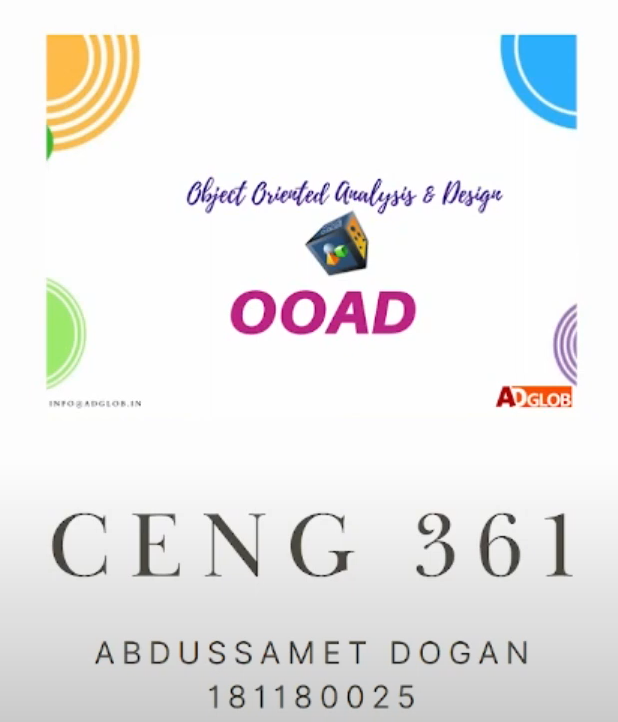 Object Oriented Analysis & Design
OOAD
INFO@ADGLOB.IN
ADGLOB
CENG 361
ABDUSSAMET DOGAN
181180025